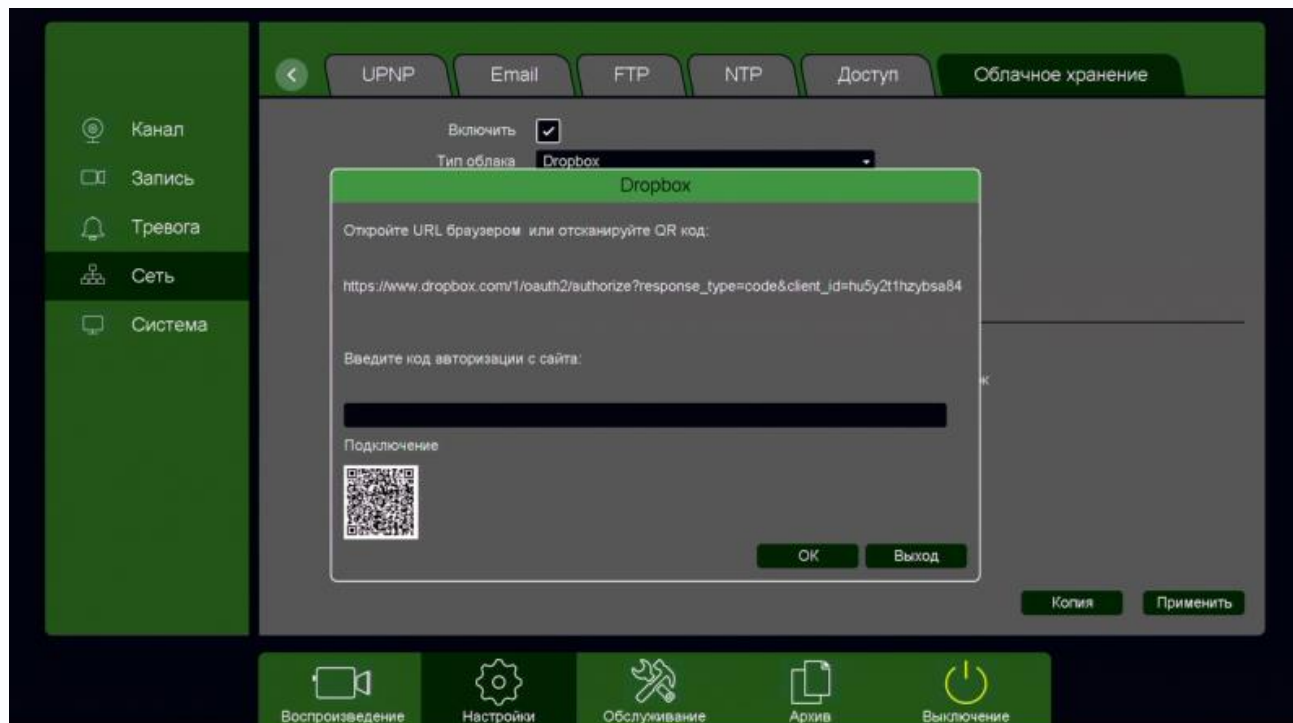 UPNP Email FTP NTP Доступ Облачное хранение
Канал
Запись
Тревога
Сеть
Система
Включить
Тип облака Dropbox
Dropbox
Откройте URL браузером или отсканируйте QR код:
https://www.dropbox.com/1/oauth2/authorize?response_type=code&client_id=hu5y2t1hzybsa84
Введите код авторизации с сайта:
ж
Подключение
OK Выход
Копия Применить
Воспроизведение Настройки Обслуживание Архив Выключение